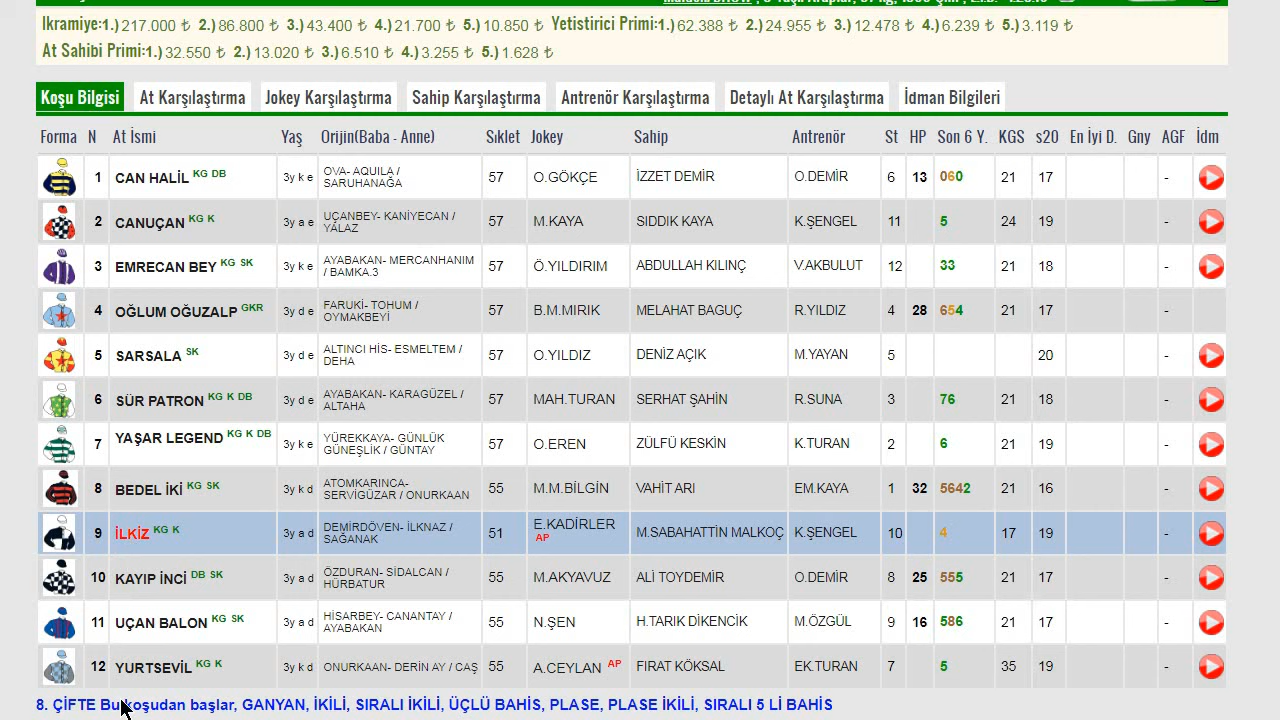 İkramiye:1.) 217.000 ₺ 2.) 86.800 ₺ 3.) 43.400 ₺ 4.) 21.700 ₺ 5.) 10.850 ₺ Yetistirici Primi:1.) 62.388 ₺ 2.) 24.955 ₺ 3.) 12.478 ₺ 4.) 6.239 ₺ 5.) 3.119 ₺
At Sahibi Primi:1.) 32.550 ₺ 2.) 13.020 ₺ 3.) 6.510 ₺ 4.) 3.255 ₺ 5.) 1.628 ₺
Koşu Bilgisi At Karşılaştırma Jokey Karşılaştırma Sahip Karşılaştırma Antrenör Karşılaştırma Detaylı At Karşılaştırma İdman Bilgileri
Forma N At İsmi Yaş Orijin(Baba - Anne) Sıklet Jokey Sahip Antrenör St HP Son 6 Y. KGS s20 En İyi D. Gny AGF İdm
1 CAN HALİL KG DB 3y k e OVA- AQUILA / SARUHANAĞA 57 O.GÖKÇE İZZET DEMİR O.DEMİR 6 13 060 21 17 -
2 CANUÇAN KG K 3y a e UÇANBEY- KANİYECAN / YALAZ 57 M.KAYA SIDDIK KAYA K.ŞENGEL 11 5 24 19 -
3 EMRECAN BEY KG SK 3y k e AYABAKAN- MERCANHANIM / BAMKA.3 57 Ö.YILDIRIM ABDULLAH KILINÇ V.AKBULUT 12 33 21 18 -
4 OĞLUM OĞUZALP GKR 3y d e FARUKİ- TOHUM / OYMAKBEYİ 57 B.M.MIRIK MELAHAT BAGUÇ R.YILDIZ 4 28 654 21 17 -
5 SARSALA SK 3y d e ALTINCI HİS- ESMELTEM / DEHA 57 O.YILDIZ DENİZ AÇIK M.YAYAN 5 20 -
6 SÜR PATRON KG K DB 3y d e AYABAKAN- KARAGÜZEL / ALTAHA 57 MAH.TURAN SERHAT ŞAHİN R.SUNA 3 76 21 18 -
7 YAŞAR LEGEND KG K DB 3y k e YÜREKKAYA- GÜNLÜK GÜNEŞLİK / GÜNTAY 57 O.EREN ZÜLFÜ KESKİN K.TURAN 2 6 21 19 -
8 BEDEL İKİ KG SK 3y k d ATOMKARINCA- SERVİGÜZAR / ONURKAAN 55 M.M.BİLGİN VAHİT ARI EM.KAYA 1 32 5642 21 16 -
9 İLKİZ KG K 3y a d DEMİRDÖVEN- İLKNAZ / SAĞANAK 51 E.KADİRLER AP M.SABAHATTİN MALKOÇ K.ŞENGEL 10 4 17 19 -
10 KAYIP İNCİ DB SK 3y a d ÖZDURAN- SİDALCAN / HÜRBATUR 55 M.AKYAVUZ ALİ TOYDEMİR O.DEMİR 8 25 555 21 17 -
11 UÇAN BALON KG SK 3y a d HİSARBEY- CANANTAY / AYABAKAN 55 N.ŞEN H.TARIK DİKENCİK M.ÖZGÜL 9 16 586 21 17 -
12 YURTSEVİL KG K 3y k d ONURKAAN- DERİN AY / CAŞ 55 A.CEYLAN AP FIRAT KÖKSAL EK.TURAN 7 5 35 19 -
8. ÇİFTE Bu koşudan başlar, GANYAN, İKİLİ, SIRALI İKİLİ, ÜÇLÜ BAHİS, PLASE, PLASE İKİLİ, SIRALI 5 Lİ BAHİS